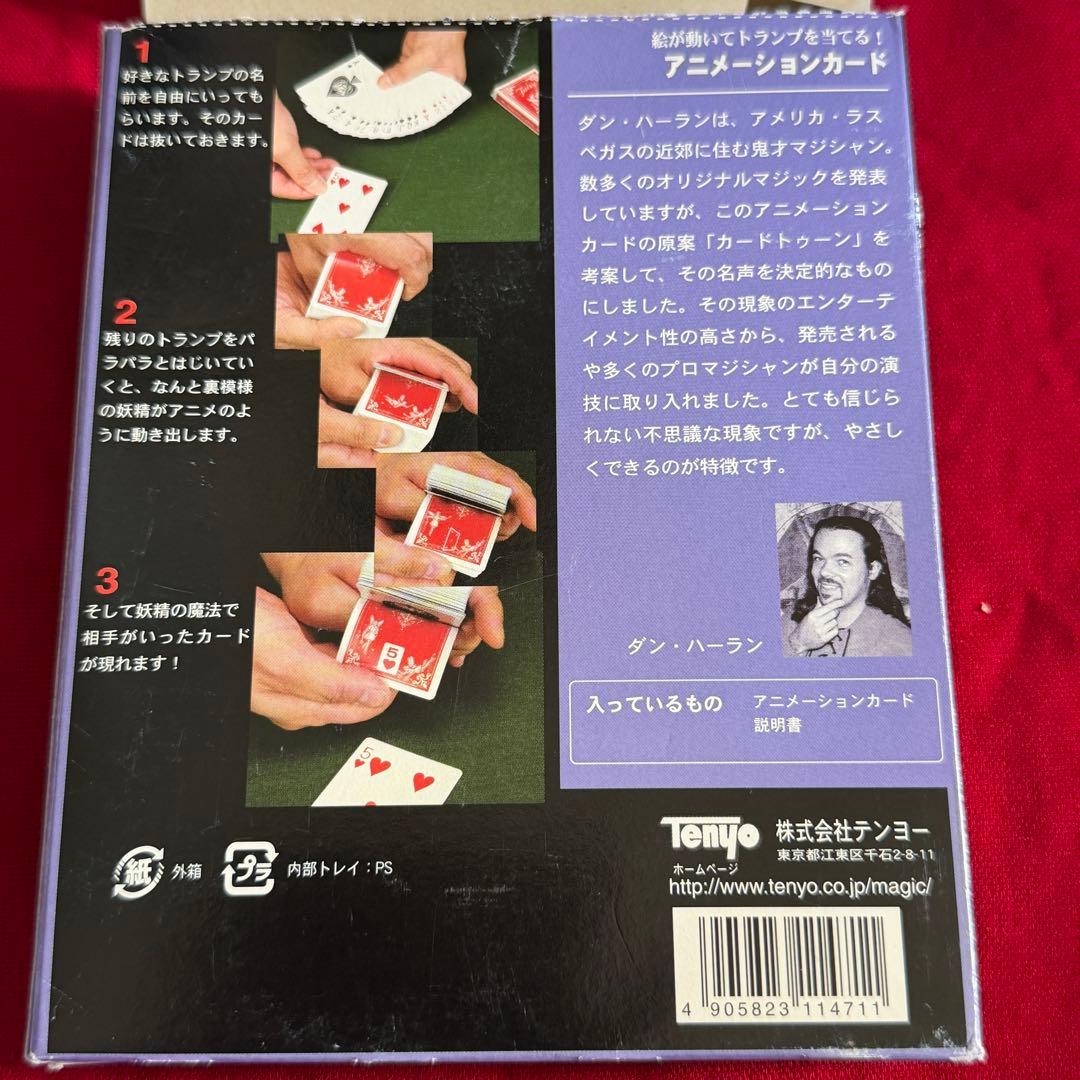 1
好きなトランプの名
前を自由にいっても
らいます。そのカー
ドは抜いておきます。
2
残りのトランプをパ
ラパラとはじいてい
くと、なんと裏模様
の妖精がアニメのよ
うに動き出します。
3
そして妖精の魔法で
相手がいったカード
が現れます！
5
5
絵が動いてトランプを当てる！
アニメーションカード
ダン・ハーランは、アメリカ・ラス
ベガスの近郊に住む鬼才マジシャン。
数多くのオリジナルマジックを発表
していますが、このアニメーション
カードの原案「カードトゥーン」を
考案して、その名声を決定的なもの
にしました。その現象のエンターテ
イメント性の高さから、発売される
や多くのプロマジシャンが自分の演
技に取り入れました。とても信じら
れない不思議な現象ですが、やさし
くできるのが特徴です。
ダン・ハーラン
入っているもの
アニメーションカード
説明書
紙 外箱
プラ 内部トレイ：PS
Tenyo 株式会社テンヨー
東京都江東区千石2-8-11
ホームページ
http://www.tenyo.co.jp/magic/
4 905823 114711